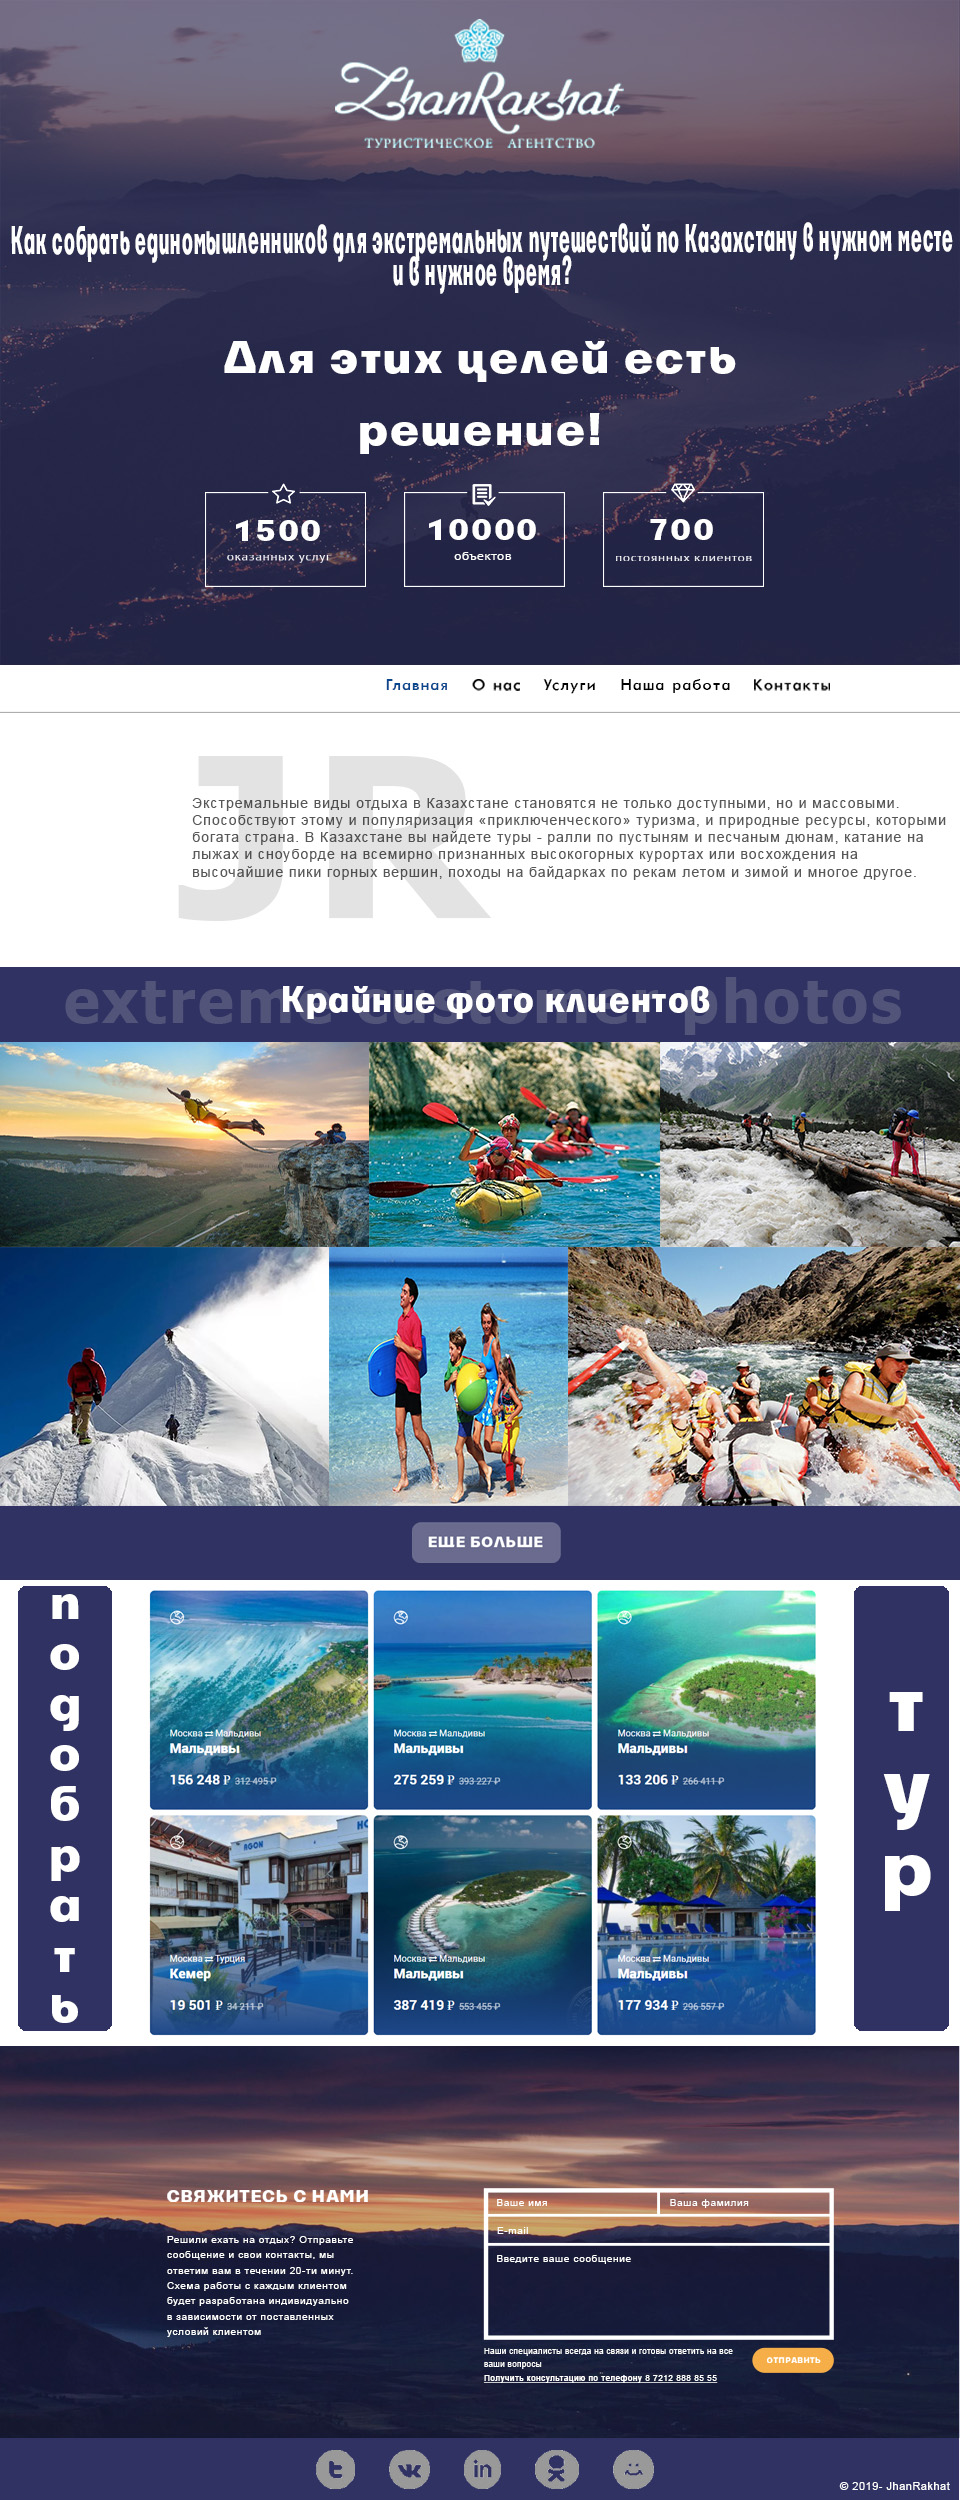 ZhanRakhat
ТУРИСТИЧЕСКОЕ АГЕНТСТВО
Как собрать единомышленников для экстремальных путешествий по Казахстану в нужном месте
и в нужное время?
Для этих целей есть
решение!
1500
оказанных услуг
10000
объектов
700
постоянных клиентов
Главная О нас Услуги Наша работа Контакты
JR
Экстремальные виды отдыха в Казахстане становятся не только доступными, но и массовыми.
Способствуют этому и популяризация «приключенческого» туризма, и природные ресурсы, которыми
богата страна. В Казахстане вы найдете туры - ралли по пустыням и песчаным дюнам, катание на
лыжах и сноуборде на всемирно признанных высокогорных курортах или восхождения на
высочайшие пики горных вершин, походы на байдарках по рекам летом и зимой и многое другое.
extreme customer photos
Крайние фото клиентов
ЕЩЕ БОЛЬШЕ
подобрать
Москва ⇄ Мальдивы
Мальдивы
156 248 ₽ 312 495 ₽
Москва ⇄ Мальдивы
Мальдивы
275 259 ₽ 393 227 ₽
Москва ⇄ Мальдивы
Мальдивы
133 206 ₽ 266 411 ₽
AGON
Москва ⇄ Турция
Кемер
19 501 ₽ 34 211 ₽
Москва ⇄ Мальдивы
Мальдивы
387 419 ₽ 553 455 ₽
Москва ⇄ Мальдивы
Мальдивы
177 934 ₽ 296 557 ₽
тур
СВЯЖИТЕСЬ С НАМИ
Решили ехать на отдых? Отправьте
сообщение и свои контакты, мы
ответим вам в течении 20-ти минут.
Схема работы с каждым клиентом
будет разработана индивидуально
в зависимости от поставленных
условий клиентом
Ваше имя
Ваша фамилия
E-mail
Введите ваше сообщение
Наши специалисты всегда на связи и готовы ответить на все
ваши вопросы
Получить консультацию по телефону 8 7212 888 85 55
ОТПРАВИТЬ
© 2019- JhanRakhat